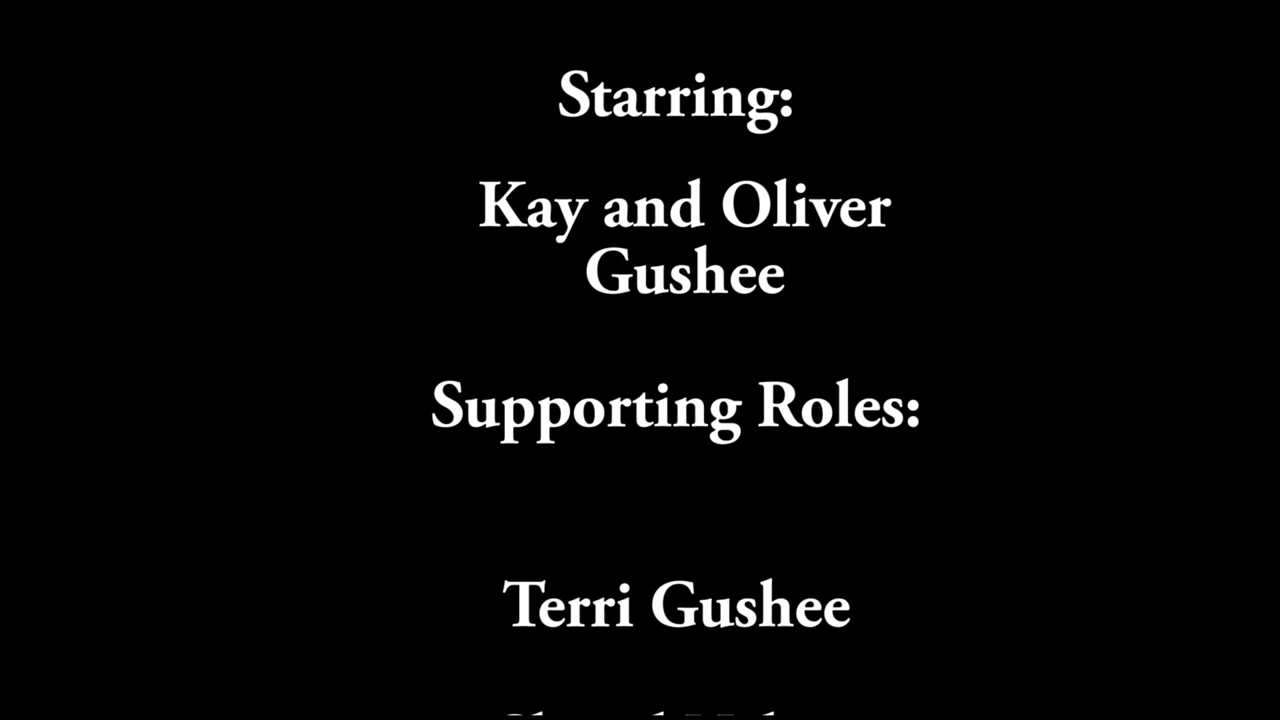 Starring:
Kay and Oliver
Gushee
Supporting Roles:
Terri Gushee